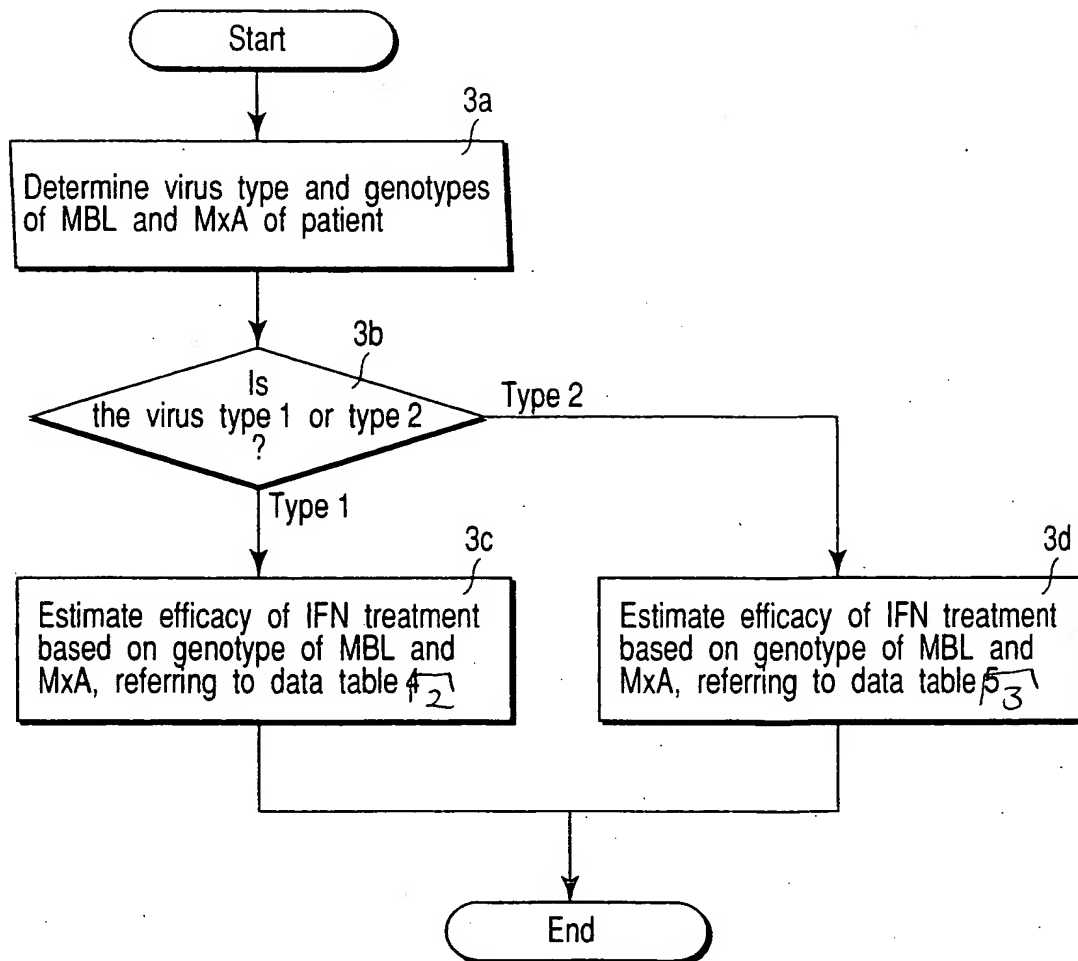 Start
3a
Determine virus type and genotypes
of MBL and MxA of patient
3b
Is
the virus type 1 or type 2
?
Type 2
Type 1
3c
Estimate efficacy of IFN treatment
based on genotype of MBL and
MxA, referring to data table 4 2
3d
Estimate efficacy of IFN treatment
based on genotype of MBL and
MxA, referring to data table 5 3
End